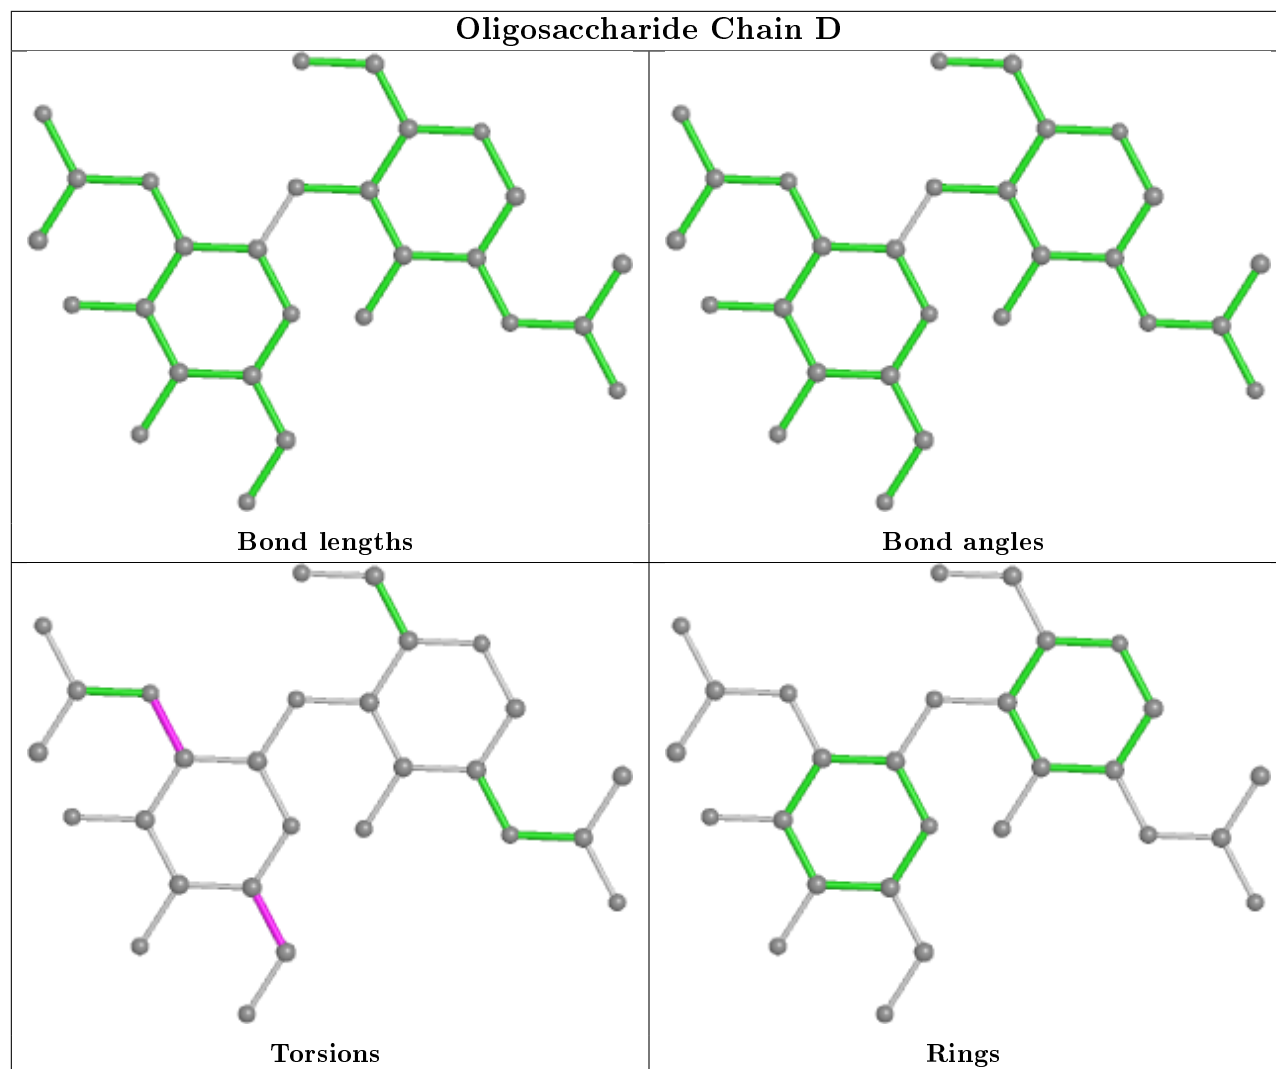 Oligosaccharide Chain D
Bond lengths
Bond angles
Torsions
Rings